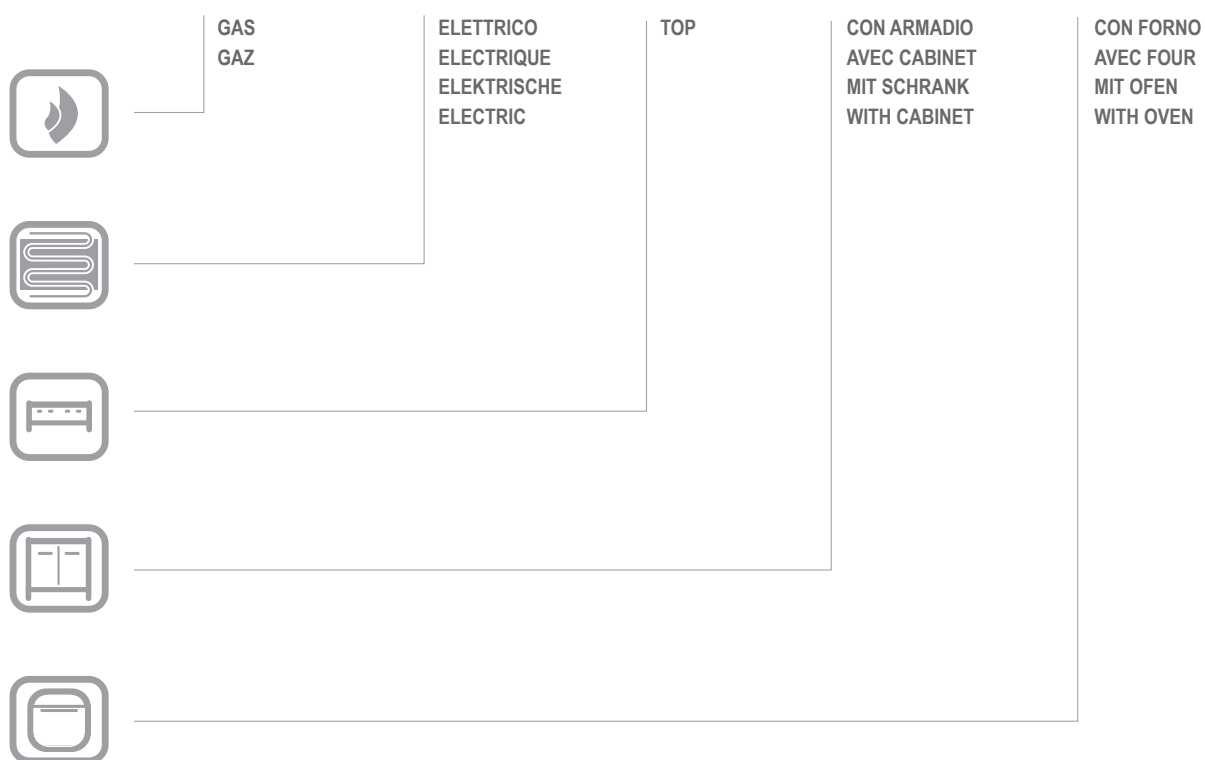 GAS
GAZ
ELETTRICO
ELECTRIQUE
ELEKTRISCHE
ELECTRIC
TOP
CON ARMADIO
AVEC CABINET
MIT SCHRANK
WITH CABINET
CON FORNO
AVEC FOUR
MIT OFEN
WITH OVEN